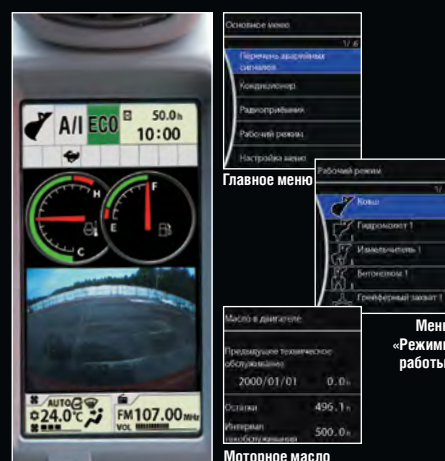 A/I ECO 50.0h
10:00
H
C
F
E
AUTO
24.0°C
FM107.00MHz
VOL
Основное меню
1/ 6
Перечень аварийных
сигналов
Кондиционер
Радиоприёмник
Рабочий режим
Настройка меню
Главное меню
Рабочий режим
1/
Ковш
Гидромолот 1
Измельчитель 1
Бетонолом 1
Грейферный захват 1
Меню
«Режимы
работы
Масло в двигателе
Предыдущее техническое
обслуживание
2000/01/01 0.0h
Остаток
496.1h
Интервал
техобслуживания
500.0h
Моторное масло